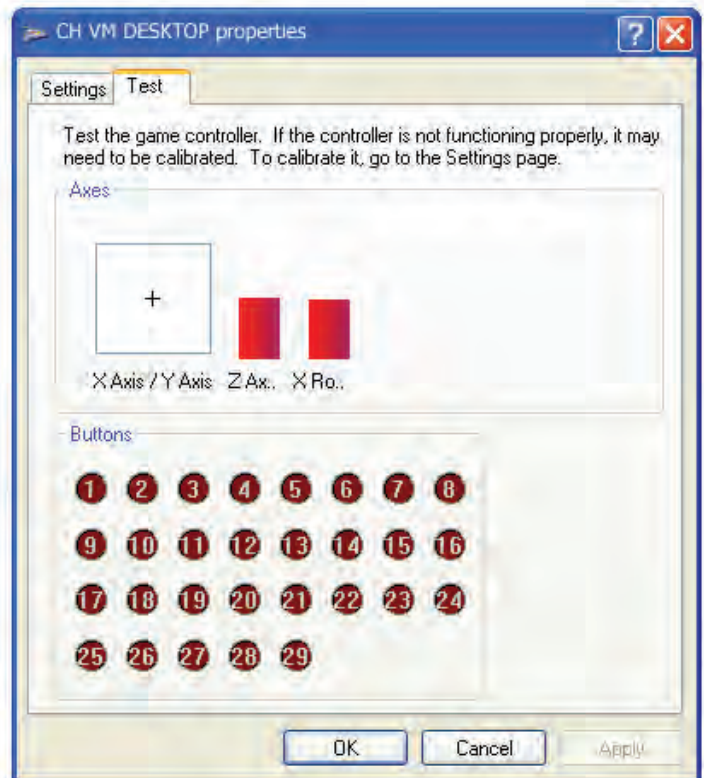 CH VM DESKTOP properties
Settings Test
Test the game controller. If the controller is not functioning properly, it may
need to be calibrated. To calibrate it, go to the Settings page.
Axes
X Axis / Y Axis Z Ax.. X Ro..
Buttons
1 2 3 4 5 6 7 8
9 10 11 12 13 14 15 16
17 18 19 20 21 22 23 24
25 26 27 28 29
OK Cancel Apply